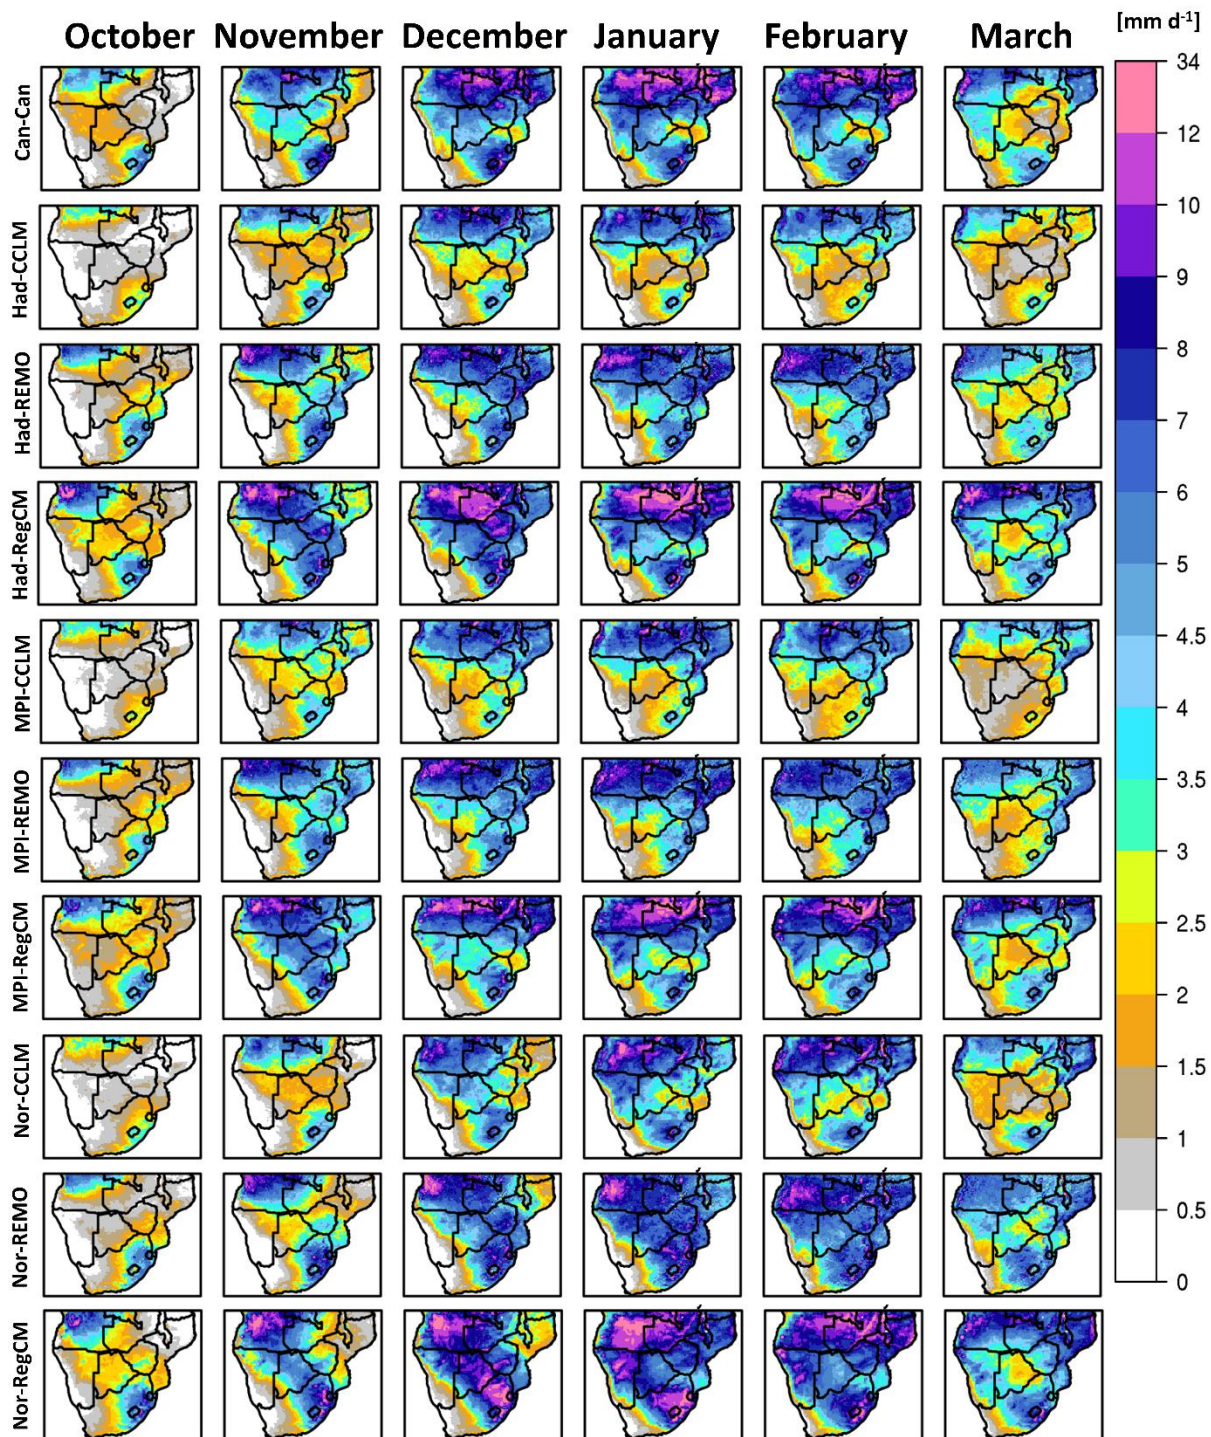 [mm d⁻¹]
October November December January February March
34
Can-Can
12
10
Had-CCLM
9
8
Had-REMO
7
6
Had-RegCM
5
4.5
MPI-CCLM
4
3.5
MPI-REMO
3
2.5
MPI-RegCM
2
1.5
Nor-CCLM
1
0.5
Nor-REMO
0
Nor-RegCM